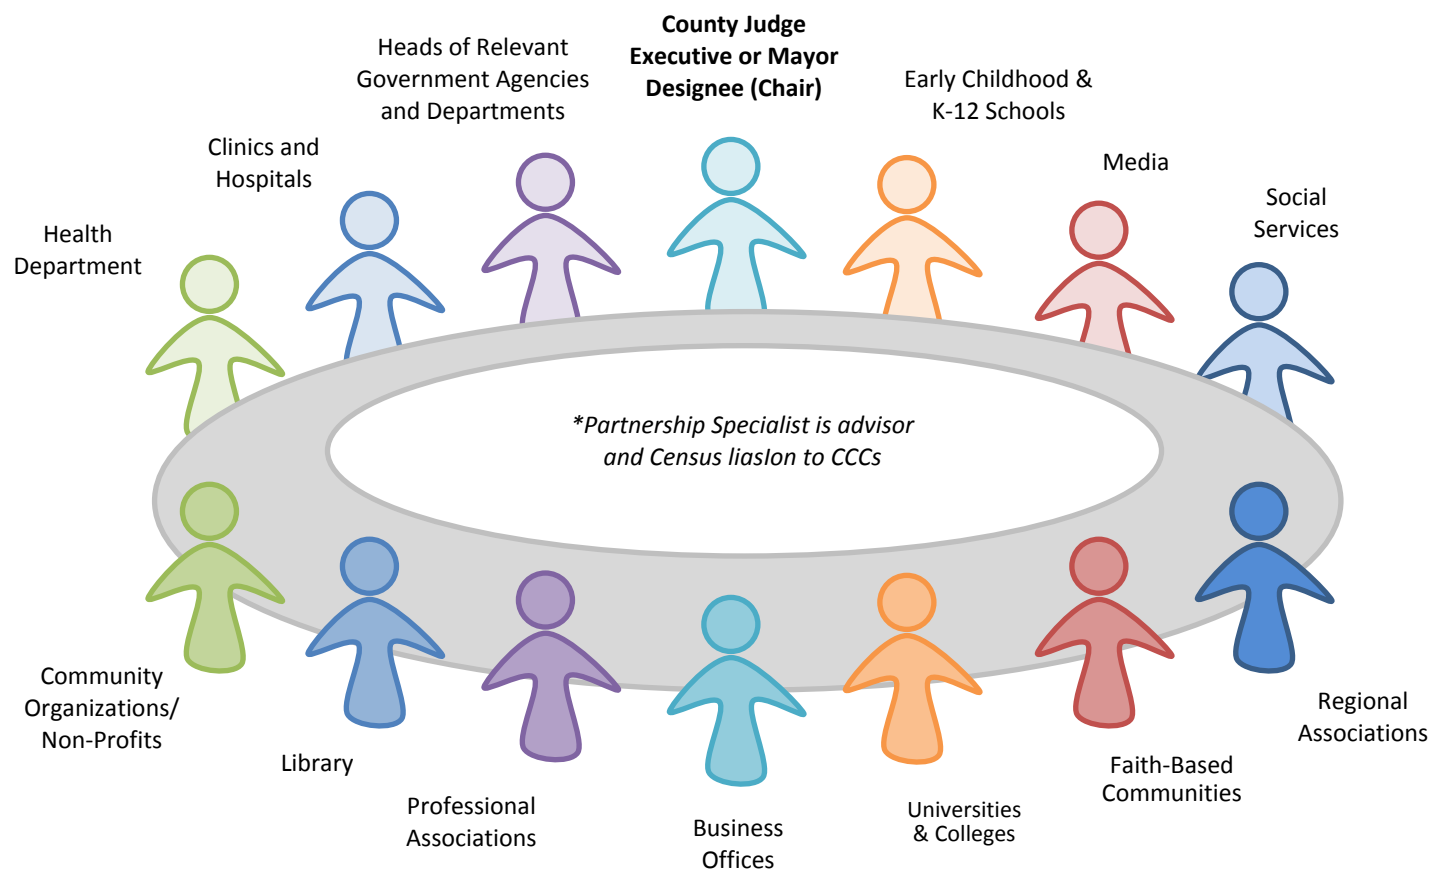 County Judge
Executive or Mayor
Designee (Chair)
Heads of Relevant
Government Agencies
and Departments
Early Childhood &
K-12 Schools
Clinics and
Hospitals
Media
Social
Services
Health
Department
*Partnership Specialist is advisor
and Census liasIon to CCCs
Community
Organizations/
Non-Profits
Library
Professional
Associations
Business
Offices
Universities
& Colleges
Faith-Based
Communities
Regional
Associations